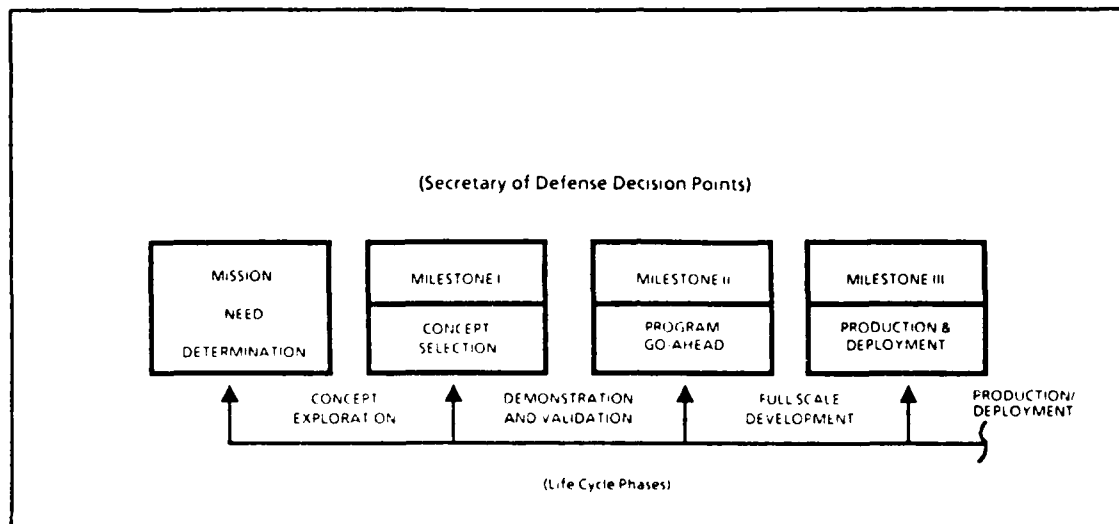 (Secretary of Defense Decision Points)
MISSION
NEED
DETERMINATION
MILESTONE I
CONCEPT
SELECTION
MILESTONE II
PROGRAM
GO-AHEAD
MILESTONE III
PRODUCTION &
DEPLOYMENT
CONCEPT
EXPLORATION
DEMONSTRATION
AND VALIDATION
FULL SCALE
DEVELOPMENT
PRODUCTION/
DEPLOYMENT
(Life Cycle Phases)